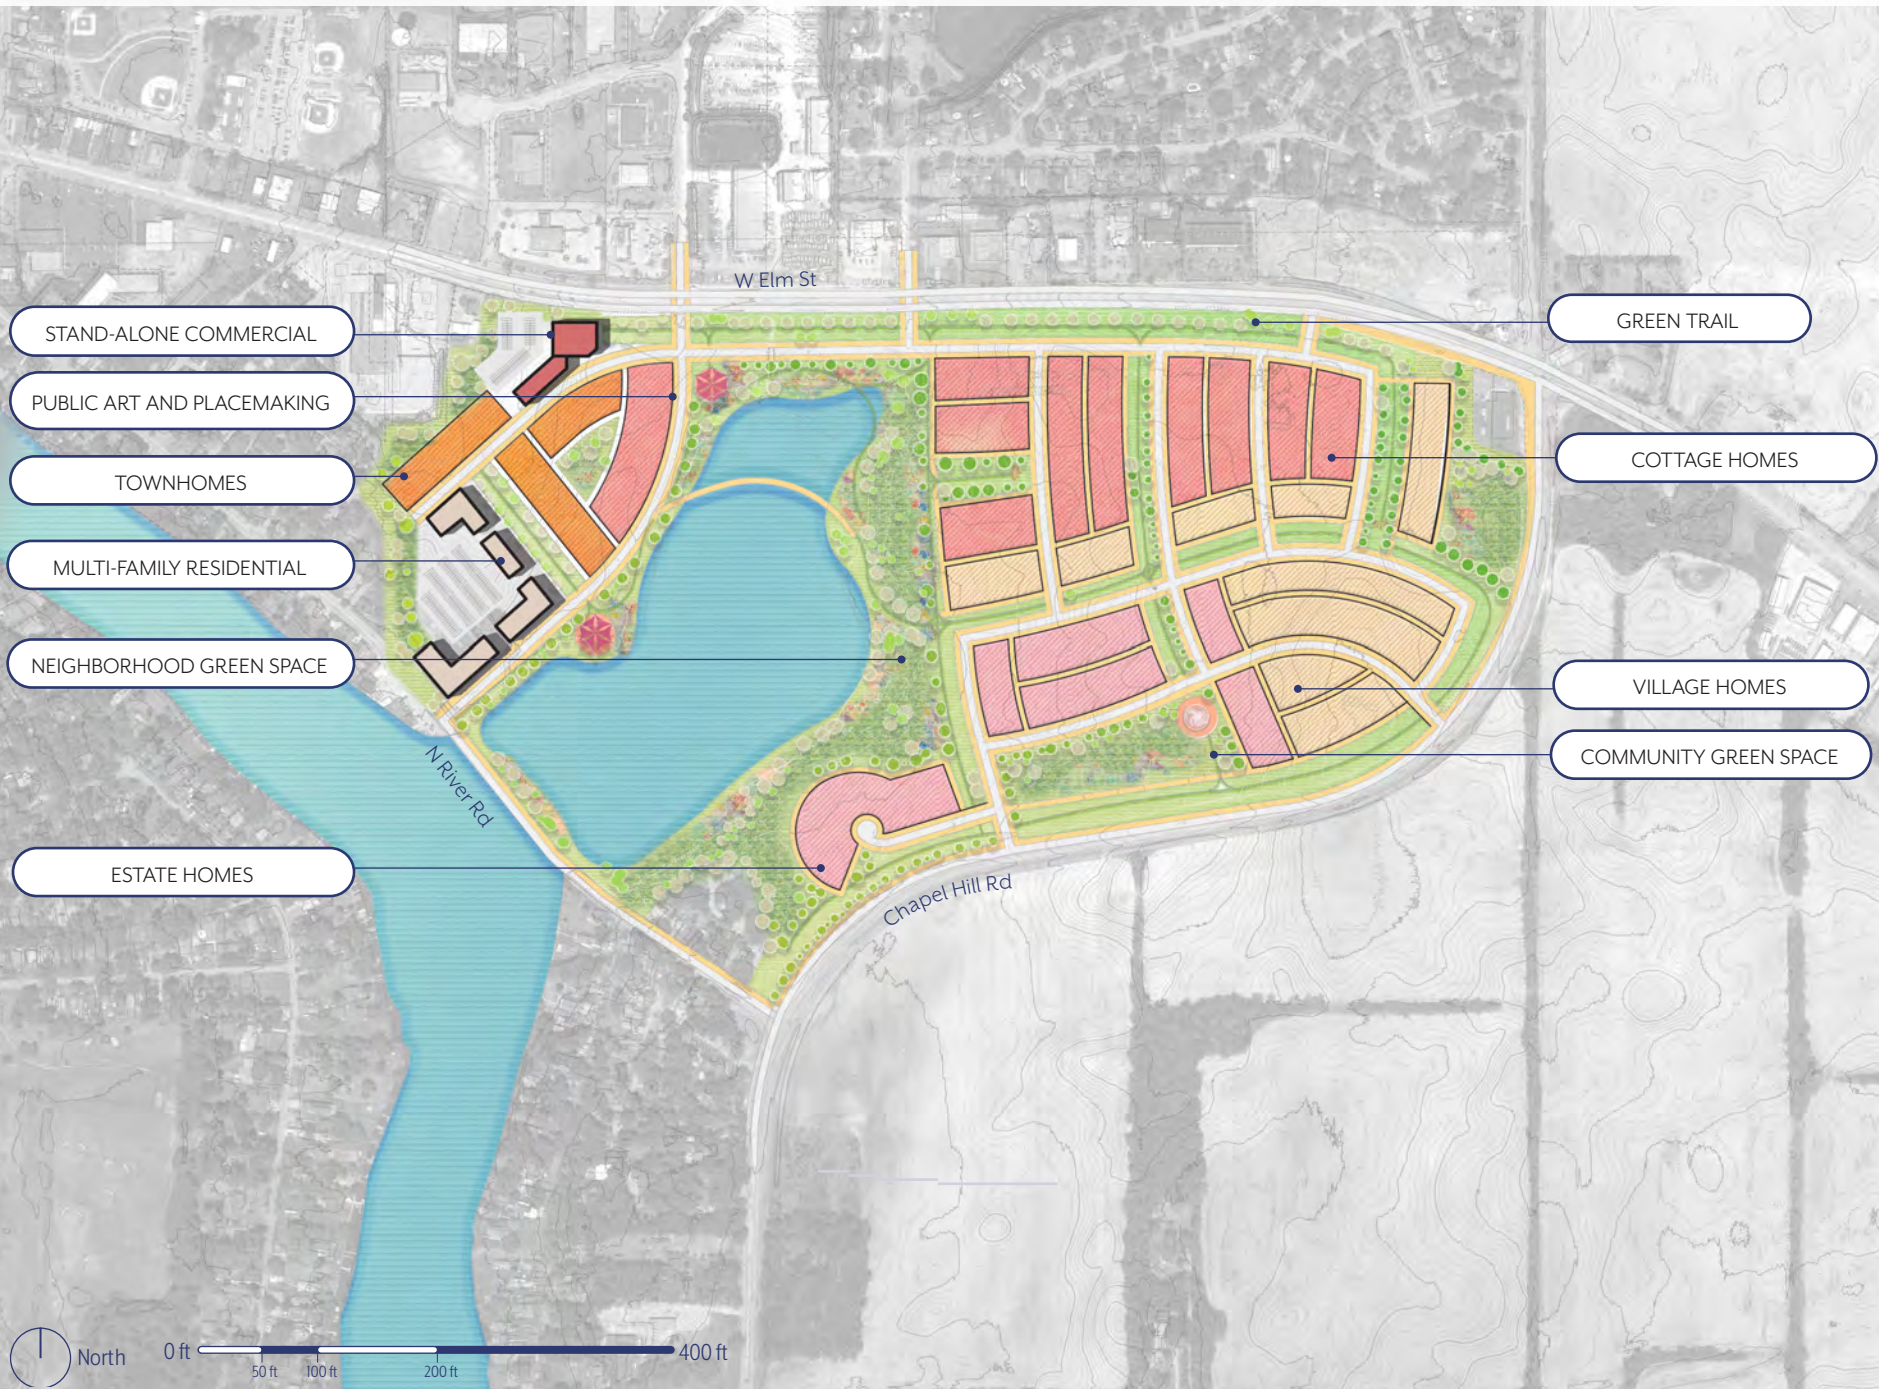 W Elm St
STAND-ALONE COMMERCIAL
PUBLIC ART AND PLACEMAKING
TOWNHOMES
MULTI-FAMILY RESIDENTIAL
NEIGHBORHOOD GREEN SPACE
ESTATE HOMES
GREEN TRAIL
COTTAGE HOMES
VILLAGE HOMES
COMMUNITY GREEN SPACE
N River Rd
Chapel Hill Rd
North
0 ft
50 ft
100 ft
200 ft
400 ft